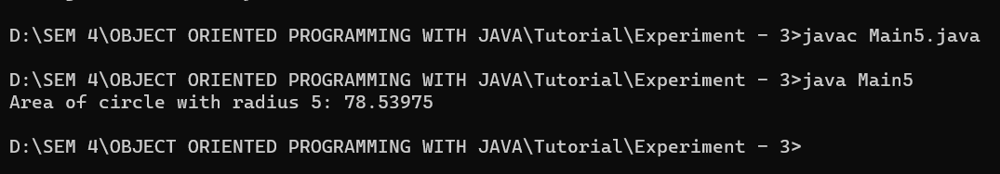 D:\SEM 4\OBJECT ORIENTED PROGRAMMING WITH JAVA\Tutorial\Experiment - 3>javac Main5.java
D:\SEM 4\OBJECT ORIENTED PROGRAMMING WITH JAVA\Tutorial\Experiment - 3>java Main5
Area of circle with radius 5: 78.53975
D:\SEM 4\OBJECT ORIENTED PROGRAMMING WITH JAVA\Tutorial\Experiment - 3>